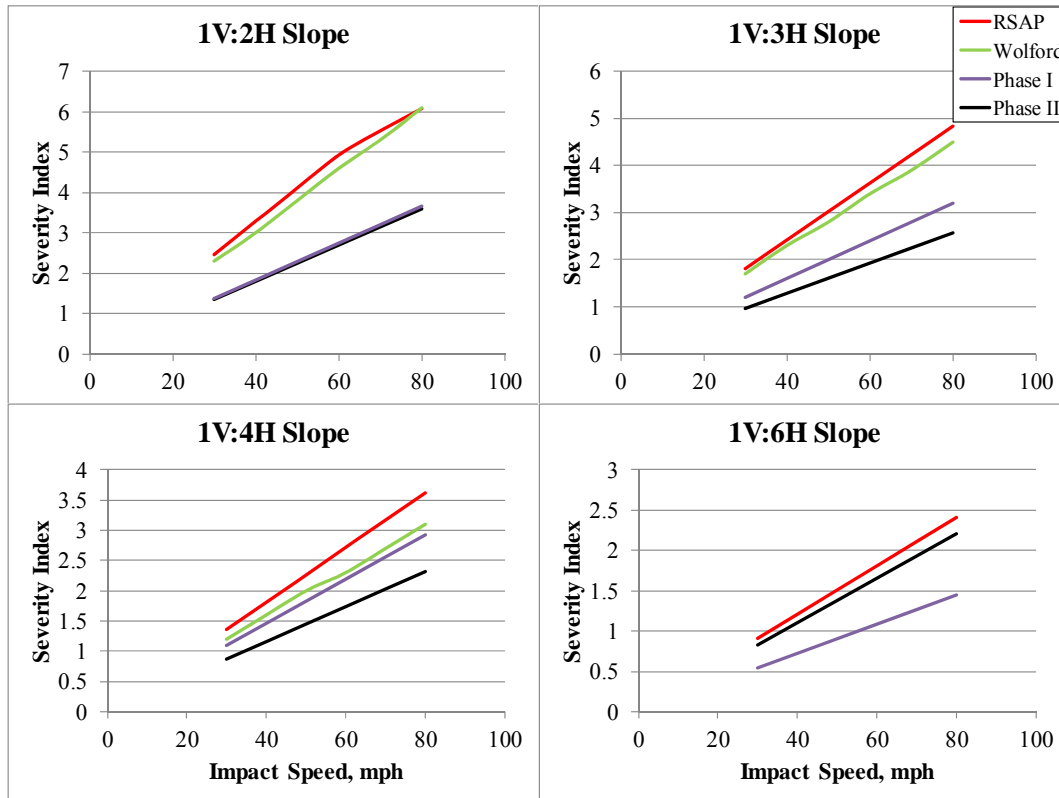 1V:2H Slope
7
6
5
4
3
2
1
0
0 20 40 60 80 100
Severity Index
1V:3H Slope
6
5
4
3
2
1
0
0 20 40 60 80 100
Severity Index
RSAP
Wolford
Phase I
Phase II
1V:4H Slope
4
3.5
3
2.5
2
1.5
1
0.5
0
0 20 40 60 80 100
Severity Index
Impact Speed, mph
1V:6H Slope
3
2.5
2
1.5
1
0.5
0
0 20 40 60 80 100
Severity Index
Impact Speed, mph